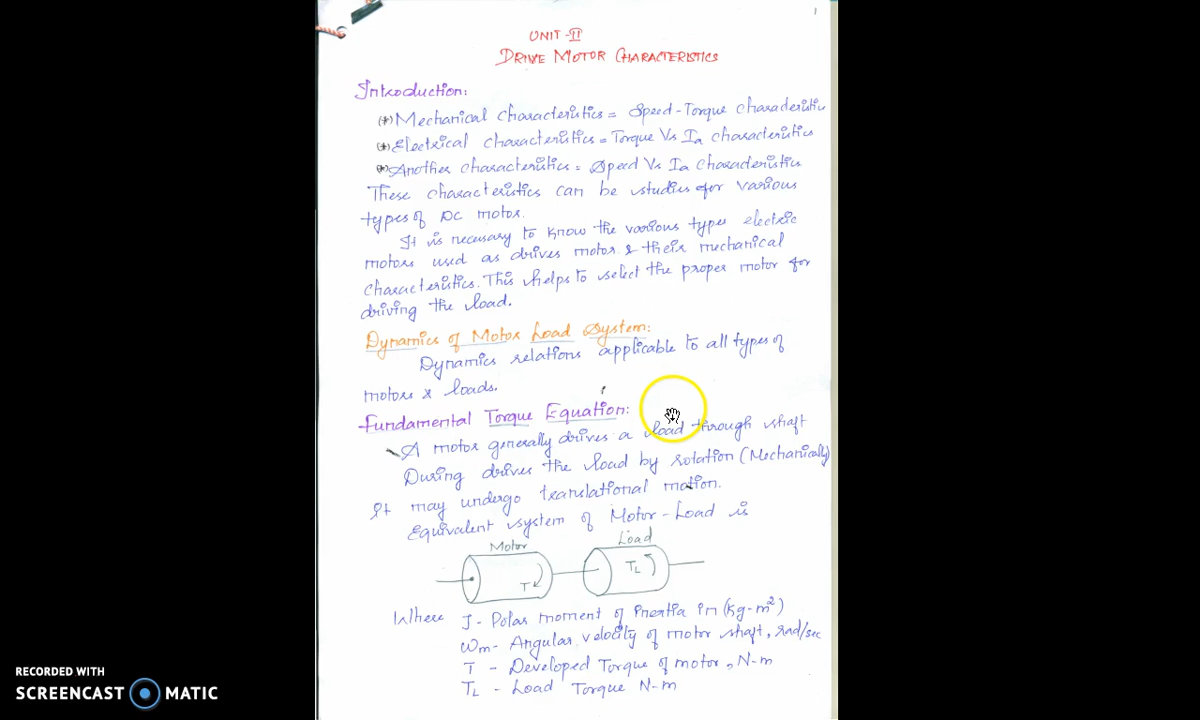 1
UNIT-II
DRIVE MOTOR CHARACTERISTICS
Introduction:
(*) Mechanical characteristics = Speed-Torque characteristic
(*) Electrical characteristics = Torque Vs Ia characteristics
(*) Another characteristics = Speed Vs Ia characteristics
These characteristics can be studies for various
types of DC motor.
It is necessary to know the various types electric
motors used as drives motor & their mechanical
characteristics. This helps to select the proper motor for
driving the load.
Dynamics of Motor Load System:
Dynamics relations applicable to all types of
motors & loads.
Fundamental Torque Equation:
A motor generally drives a load through shaft
During drives the load by rotation (Mechanically)
it may undergo translational motion.
Equivalent system of Motor-Load is
Motor Load
T TL
Where J - Polar moment of inertia in (Kg-m²)
Wm - Angular velocity of motor shaft, rad/sec
T - Developed Torque of motor, N-m
TL - Load Torque N-m
RECORDED WITH
SCREENCAST MATIC